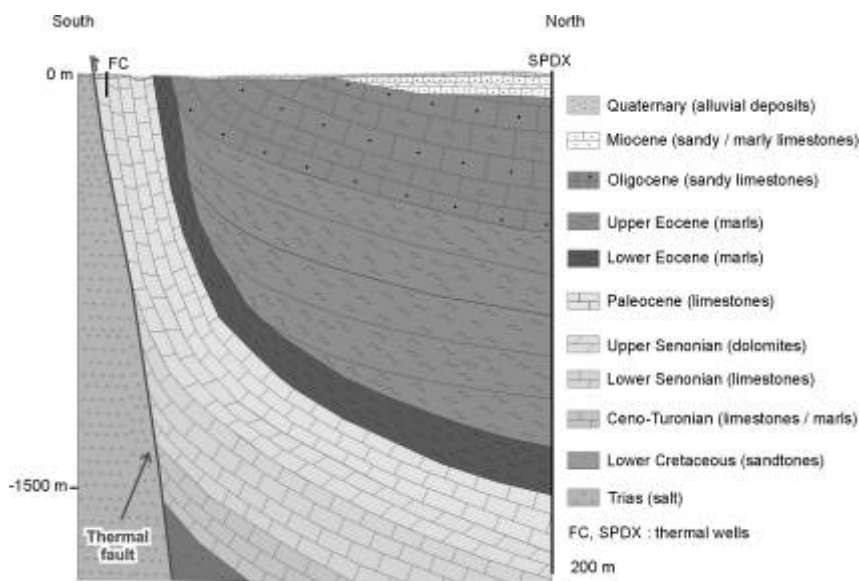 South
North
FC
SPDX
0 m
Quaternary (alluvial deposits)
Miocene (sandy / marly limestones)
Oligocene (sandy limestones)
Upper Eocene (marls)
Lower Eocene (marls)
Paleocene (limestones)
Upper Senonian (dolomites)
Lower Senonian (limestones)
Ceno-Turonian (limestones / marls)
Lower Cretaceous (sandtones)
Trias (salt)
-1500 m
Thermal
fault
FC, SPDX : thermal wells
200 m